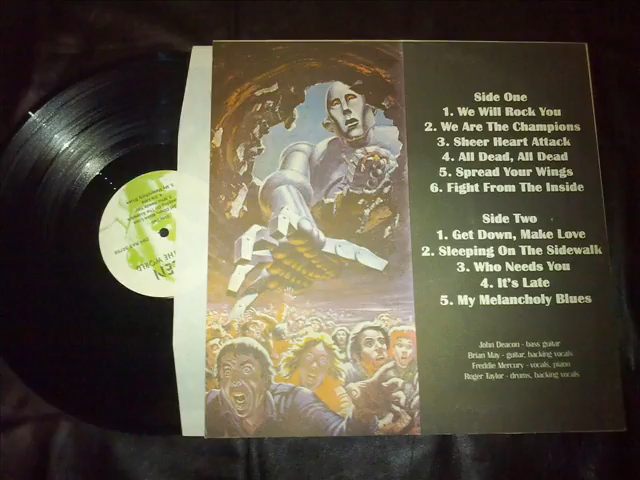 Side One
1. We Will Rock You
2. We Are The Champions
3. Sheer Heart Attack
4. All Dead, All Dead
5. Spread Your Wings
6. Fight From The Inside
Side Two
1. Get Down, Make Love
2. Sleeping On The Sidewalk
3. Who Needs You
4. It's Late
5. My Melancholy Blues
John Deacon - bass guitar
Brian May - guitar, backing vocals
Freddie Mercury - vocals, piano
Roger Taylor - drums, backing vocals
EEN
THE WORLD